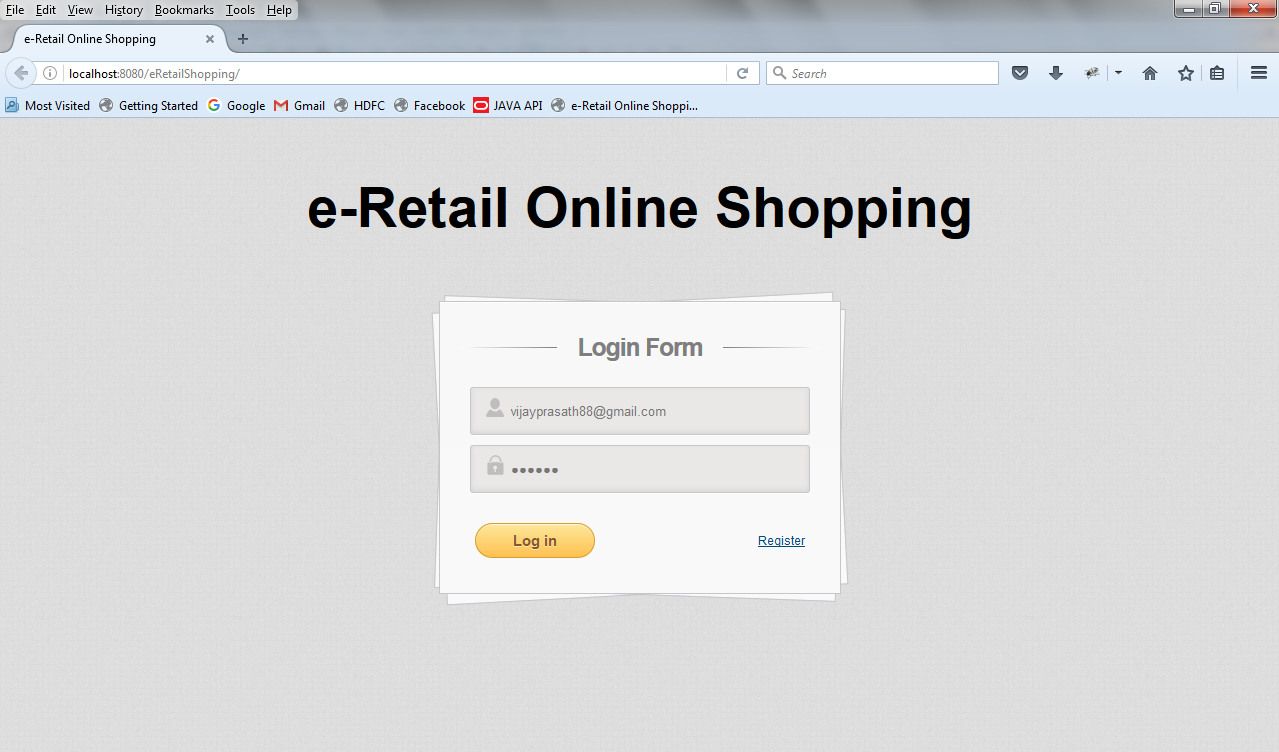 File Edit View History Bookmarks Tools Help
e-Retail Online Shopping
localhost:8080/eRetailShopping/ Search
Most Visited Getting Started Google Gmail HDFC Facebook JAVA API e-Retail Online Shoppi...
e-Retail Online Shopping
Login Form
vijayprasath88@gmail.com
••••••
Log in Register